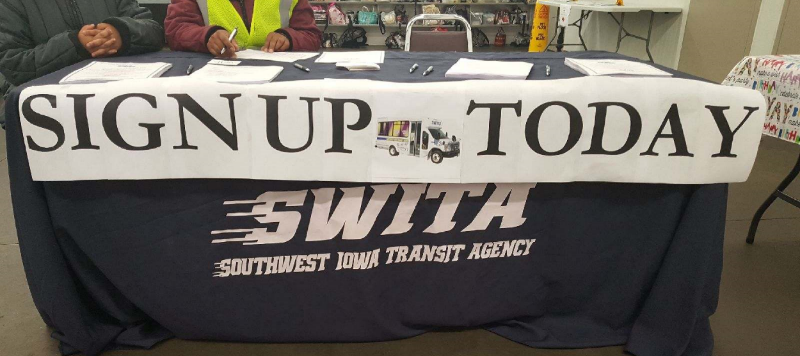 SIGN UP TODAY
SWITA
SOUTHWEST IOWA TRANSIT AGENCY